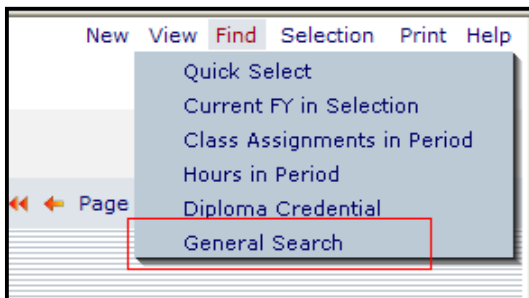 New View Find Selection Print Help
Quick Select
Current FY in Selection
Class Assignments in Period
Hours in Period
Page Diploma Credential
General Search